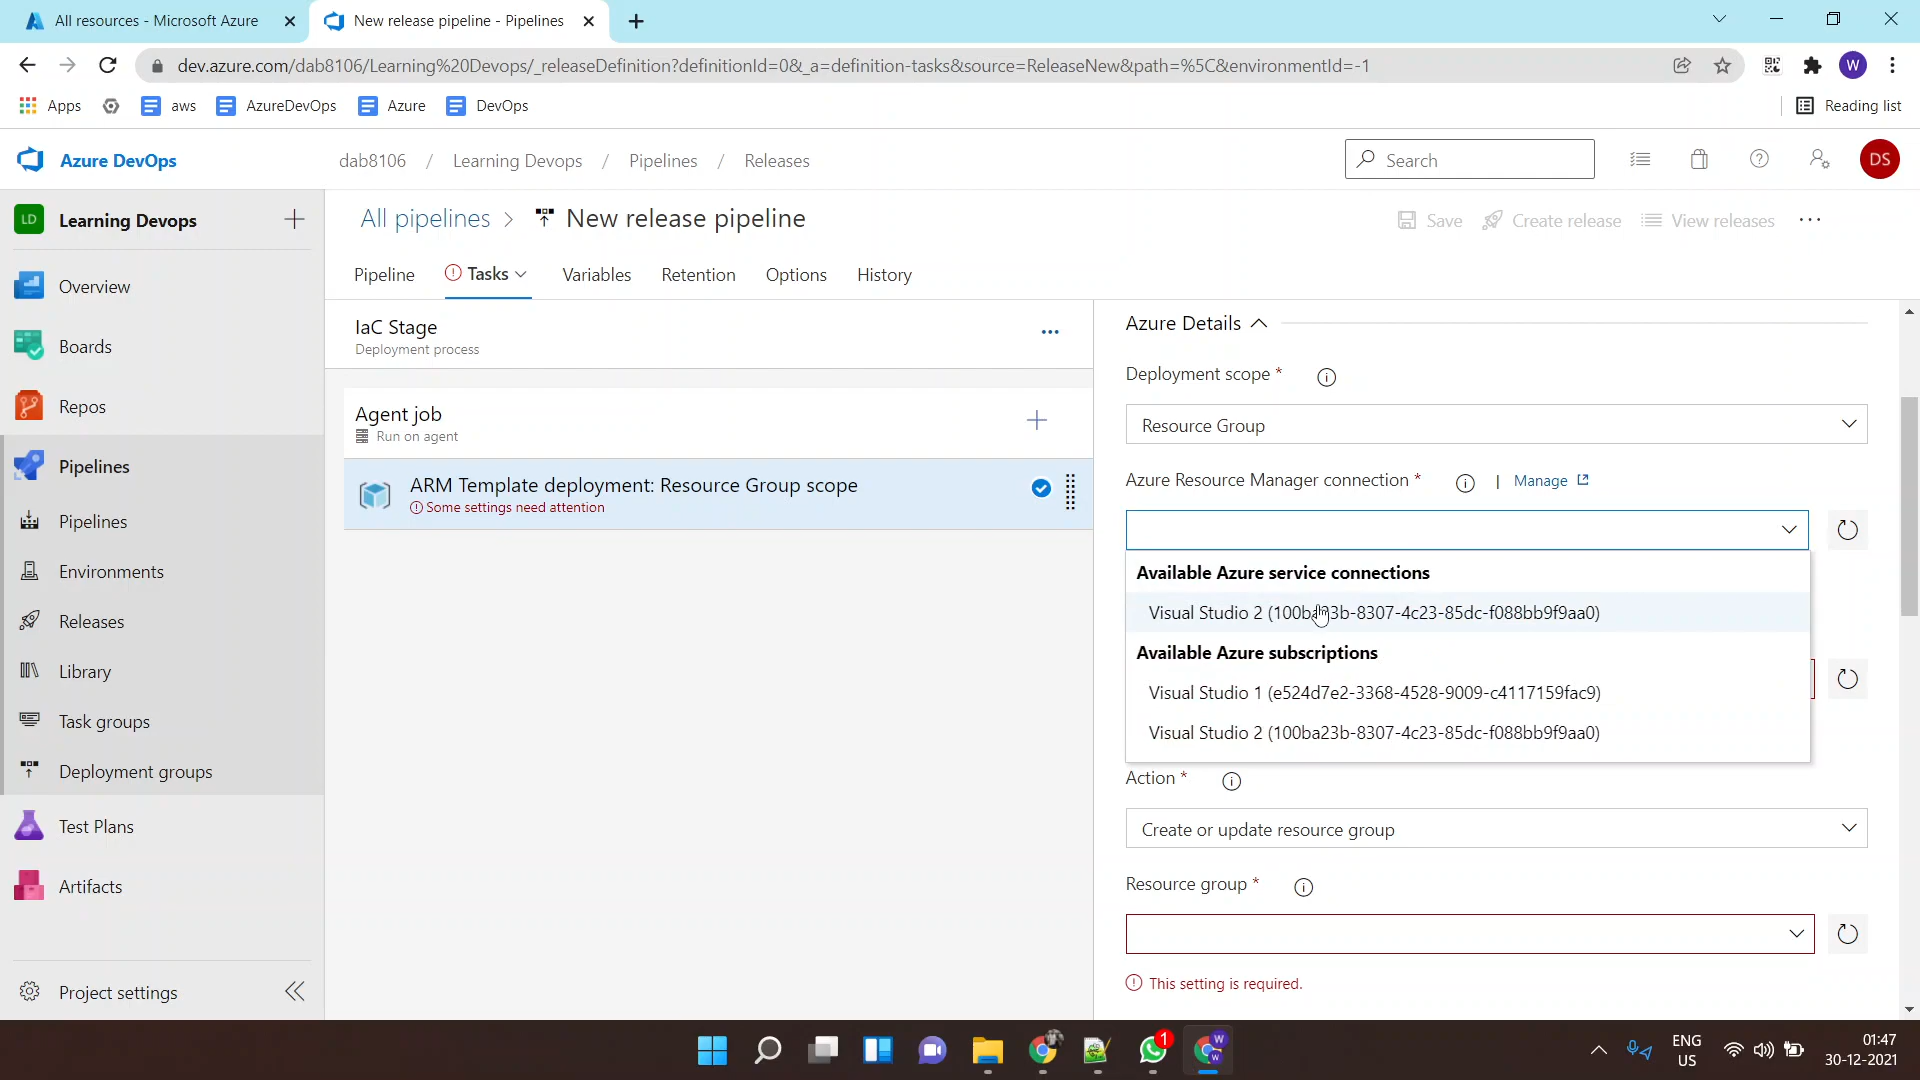 All resources - Microsoft Azure
New release pipeline - Pipelines
dev.azure.com/dab8106/Learning%20Devops/_releaseDefinition?definitionId=0&_a=definition-tasks&source=ReleaseNew&path=%5C&environmentId=-1
W
Apps
aws
AzureDevOps
Azure
DevOps
Reading list
Azure DevOps
dab8106 / Learning Devops / Pipelines / Releases
Search
DS
LD
Learning Devops
All pipelines > New release pipeline
Save
Create release
View releases
Overview
Boards
Repos
Pipelines
Pipelines
Environments
Releases
Library
Task groups
Deployment groups
Test Plans
Artifacts
Project settings
Pipeline
Tasks
Variables
Retention
Options
History
IaC Stage
Deployment process
Agent job
Run on agent
ARM Template deployment: Resource Group scope
Some settings need attention
Azure Details
Deployment scope *
Resource Group
Azure Resource Manager connection * | Manage
Available Azure service connections
Visual Studio 2 (100ba23b-8307-4c23-85dc-f088bb9f9aa0)
Available Azure subscriptions
Visual Studio 1 (e524d7e2-3368-4528-9009-c4117159fac9)
Visual Studio 2 (100ba23b-8307-4c23-85dc-f088bb9f9aa0)
Action *
Create or update resource group
Resource group *
This setting is required.
1
W
W
ENG
US
01:47
30-12-2021